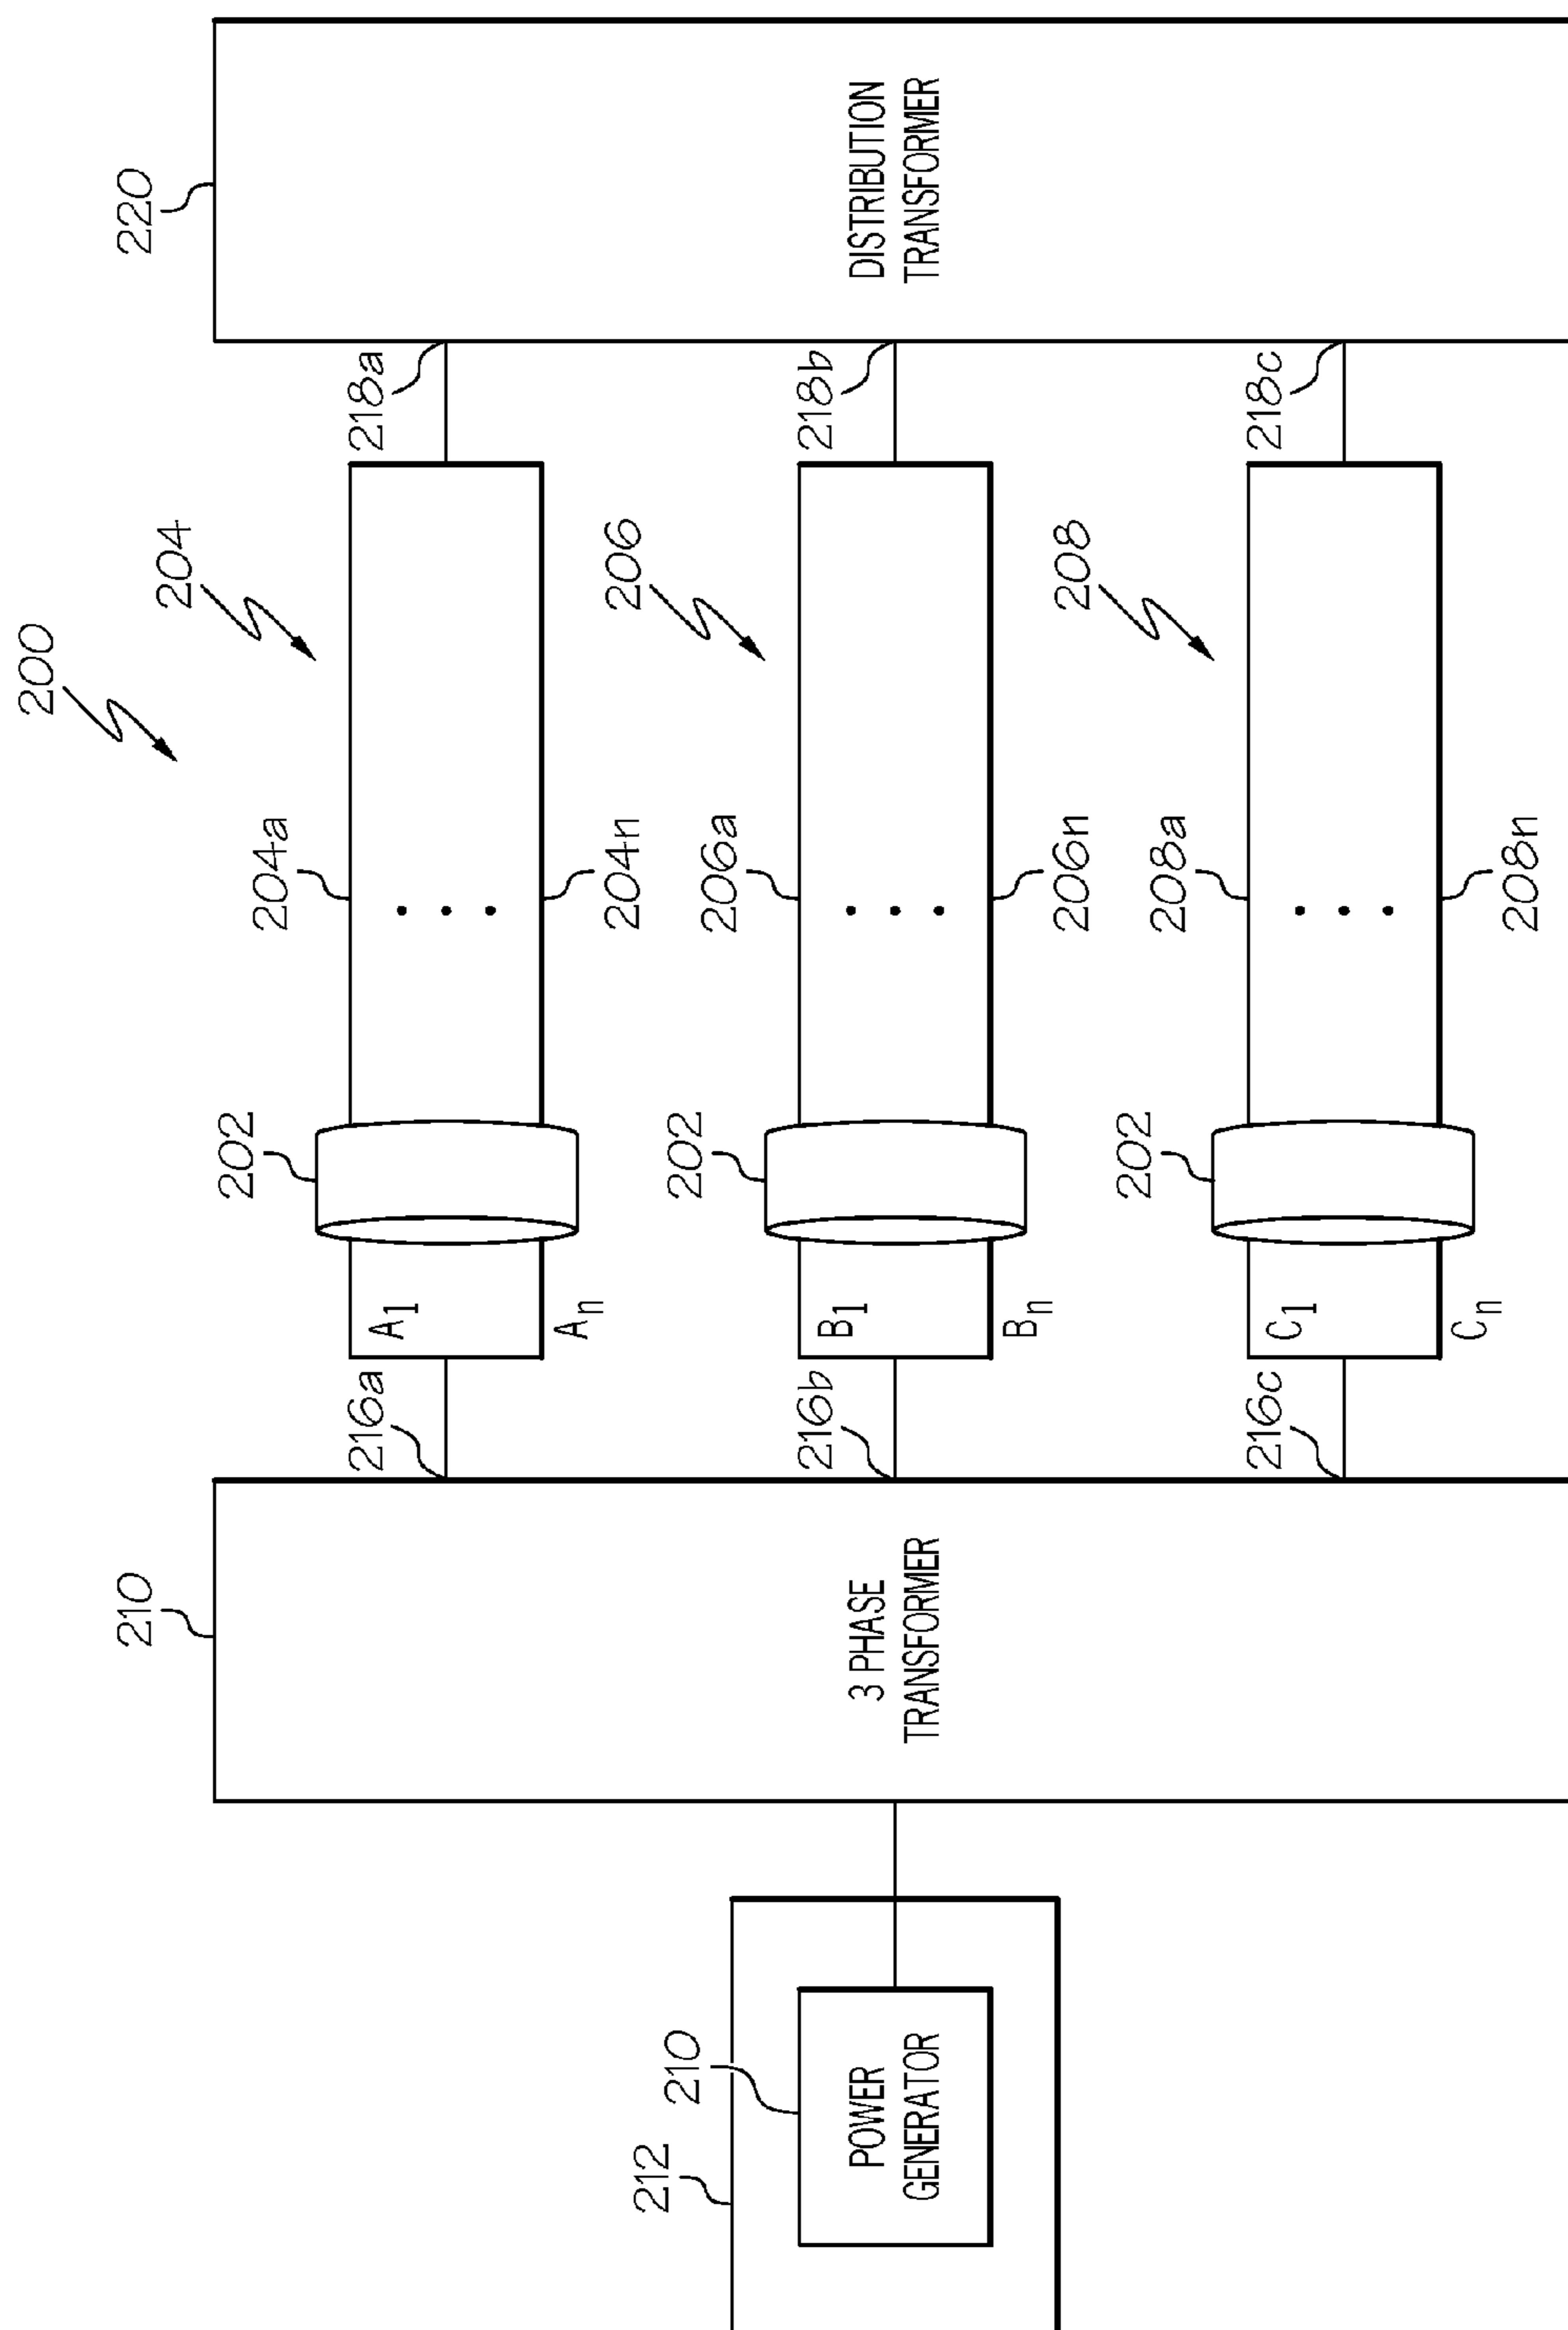 200
220
DISTRIBUTION
TRANSFORMER
204
206
208
218a
218b
218c
204a
204n
206a
206n
208a
208n
202
202
202
A1
An
B1
Bn
C1
Cn
216a
216b
216c
210
3 PHASE
TRANSFORMER
210
212
POWER
GENERATOR